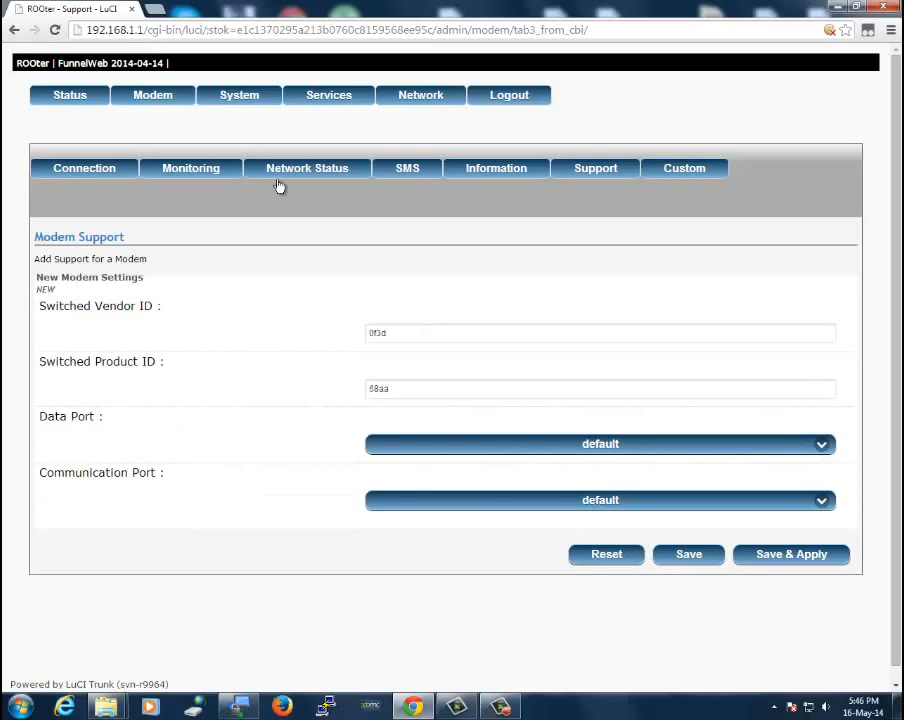 ROOter - Support - LuCI
192.168.1.1/cgi-bin/luci/;stok=e1c1370295a213b0760c8159568ee95c/admin/modem/tab3_from_cbi/
ROOter | FunnelWeb 2014-04-14 |
Status Modem System Services Network Logout
Connection Monitoring Network Status SMS Information Support Custom
Modem Support
Add Support for a Modem
New Modem Settings
NEW
Switched Vendor ID :
0f3d
Switched Product ID :
68aa
Data Port :
default
Communication Port :
default
Reset Save Save & Apply
Powered by LuCI Trunk (svn-r9964)
5:46 PM
16-May-14